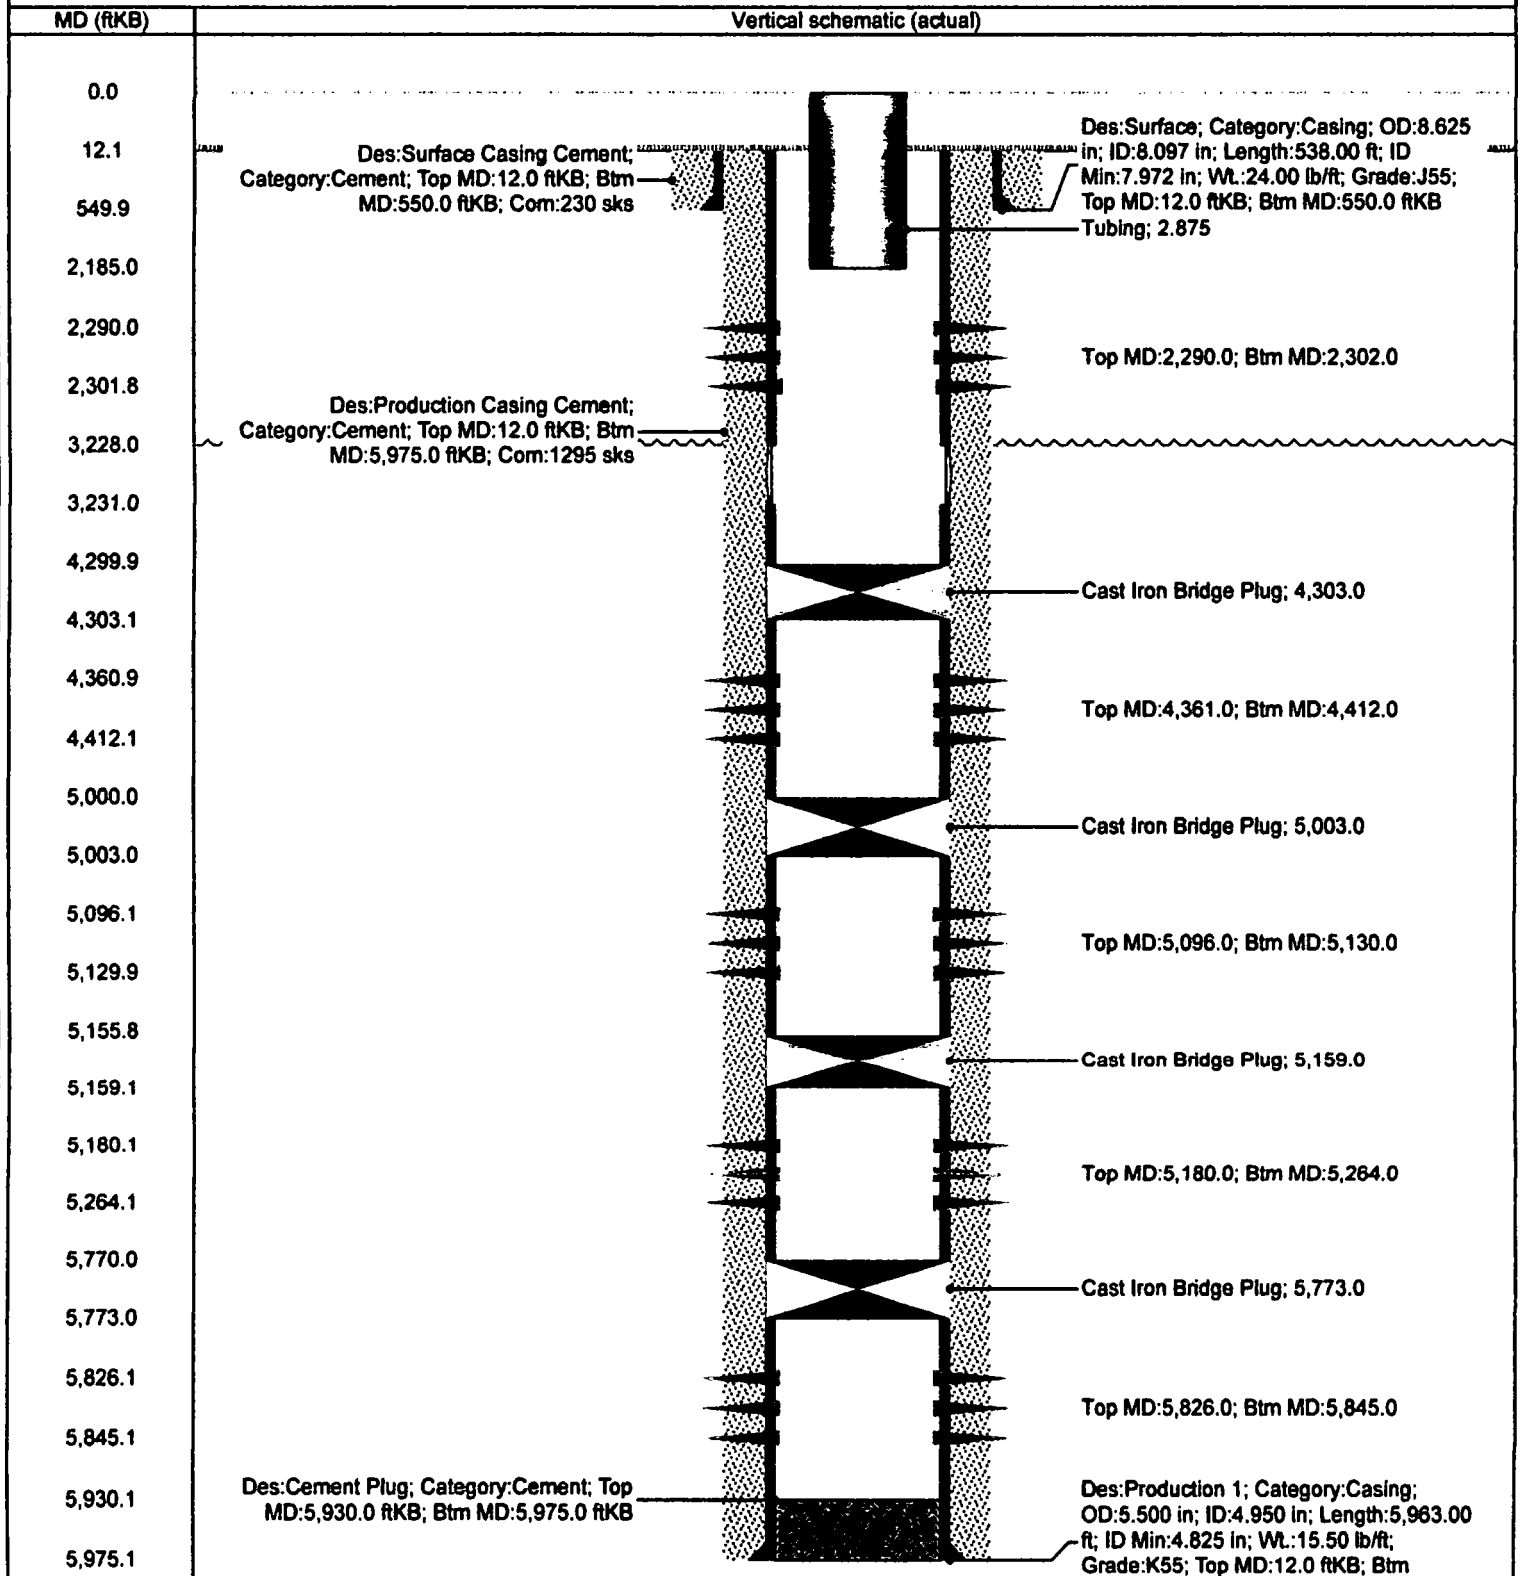 MD (ftKB)
Vertical schematic (actual)
0.0
12.1
549.9
2,185.0
2,290.0
2,301.8
3,228.0
3,231.0
4,299.9
4,303.1
4,360.9
4,412.1
5,000.0
5,003.0
5,096.1
5,129.9
5,155.8
5,159.1
5,180.1
5,264.1
5,770.0
5,773.0
5,826.1
5,845.1
5,930.1
5,975.1
Des:Surface Casing Cement;
Category:Cement; Top MD:12.0 ftKB; Btm
MD:550.0 ftKB; Com:230 sks
Des:Production Casing Cement;
Category:Cement; Top MD:12.0 ftKB; Btm
MD:5,975.0 ftKB; Com:1295 sks
Des:Cement Plug; Category:Cement; Top
MD:5,930.0 ftKB; Btm MD:5,975.0 ftKB
Des:Surface; Category:Casing; OD:8.625
in; ID:8.097 in; Length:538.00 ft; ID
Min:7.972 in; Wt.:24.00 lb/ft; Grade:J55;
Top MD:12.0 ftKB; Btm MD:550.0 ftKB
Tubing; 2.875
Top MD:2,290.0; Btm MD:2,302.0
Cast Iron Bridge Plug; 4,303.0
Top MD:4,361.0; Btm MD:4,412.0
Cast Iron Bridge Plug; 5,003.0
Top MD:5,096.0; Btm MD:5,130.0
Cast Iron Bridge Plug; 5,159.0
Top MD:5,180.0; Btm MD:5,264.0
Cast Iron Bridge Plug; 5,773.0
Top MD:5,826.0; Btm MD:5,845.0
Des:Production 1; Category:Casing;
OD:5.500 in; ID:4.950 in; Length:5,963.00
ft; ID Min:4.825 in; Wt.:15.50 lb/ft;
Grade:K55; Top MD:12.0 ftKB; Btm